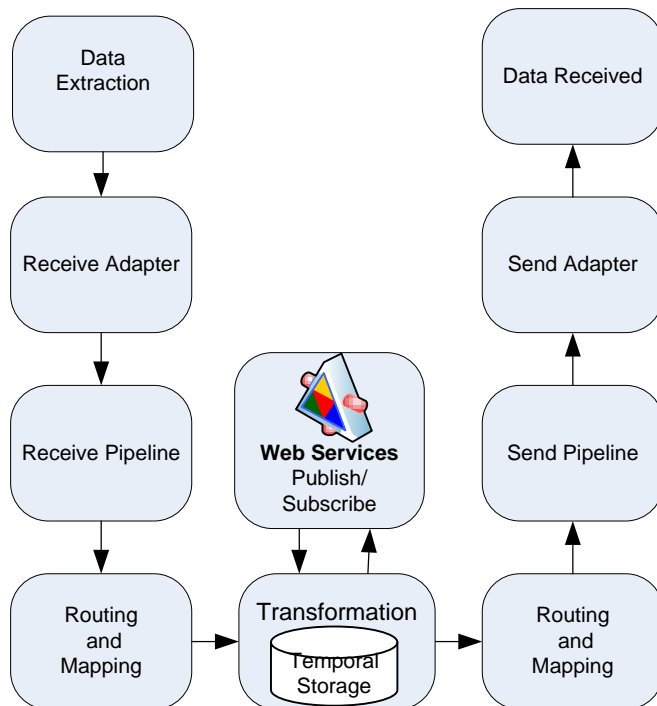 Data
Extraction
Data Received
Receive Adapter
Send Adapter
Receive Pipeline
Web Services
Publish/
Subscribe
Send Pipeline
Routing
and
Mapping
Transformation
Temporal
Storage
Routing
and
Mapping